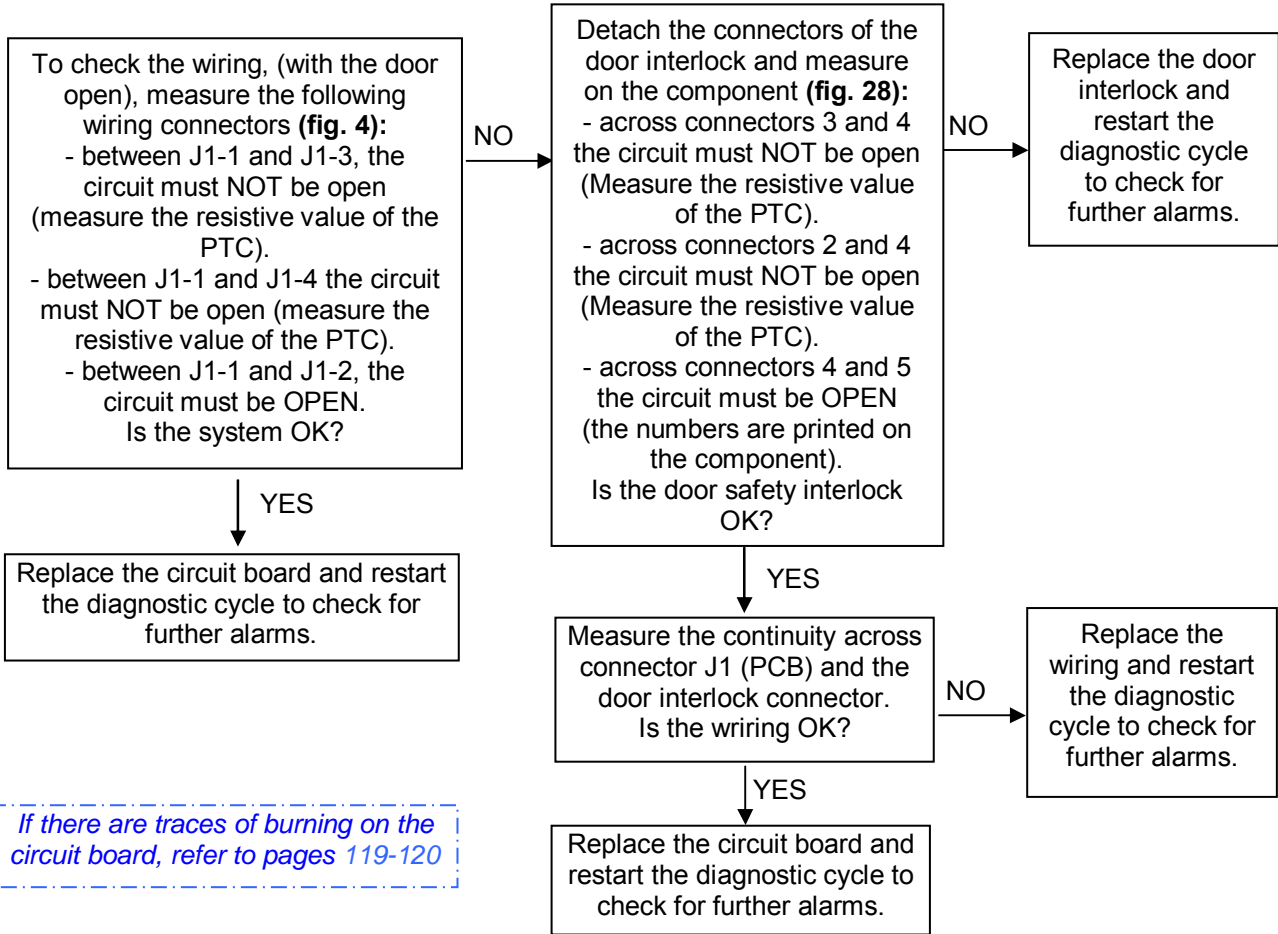 To check the wiring, (with the door
open), measure the following
wiring connectors (fig. 4):
- between J1-1 and J1-3, the
circuit must NOT be open
(measure the resistive value of the
PTC).
- between J1-1 and J1-4 the circuit
must NOT be open (measure the
resistive value of the PTC).
- between J1-1 and J1-2, the
circuit must be OPEN.
Is the system OK?
NO
Detach the connectors of the
door interlock and measure
on the component (fig. 28):
- across connectors 3 and 4
the circuit must NOT be open
(Measure the resistive value
of the PTC).
- across connectors 2 and 4
the circuit must NOT be open
(Measure the resistive value
of the PTC).
- across connectors 4 and 5
the circuit must be OPEN
(the numbers are printed on
the component).
Is the door safety interlock
OK?
NO
Replace the door
interlock and
restart the
diagnostic cycle
to check for
further alarms.
YES
Replace the circuit board and restart
the diagnostic cycle to check for
further alarms.
YES
Measure the continuity across
connector J1 (PCB) and the
door interlock connector.
Is the wriring OK?
NO
Replace the
wiring and restart
the diagnostic
cycle to check for
further alarms.
YES
Replace the circuit board and
restart the diagnostic cycle to
check for further alarms.
If there are traces of burning on the
circuit board, refer to pages 119-120